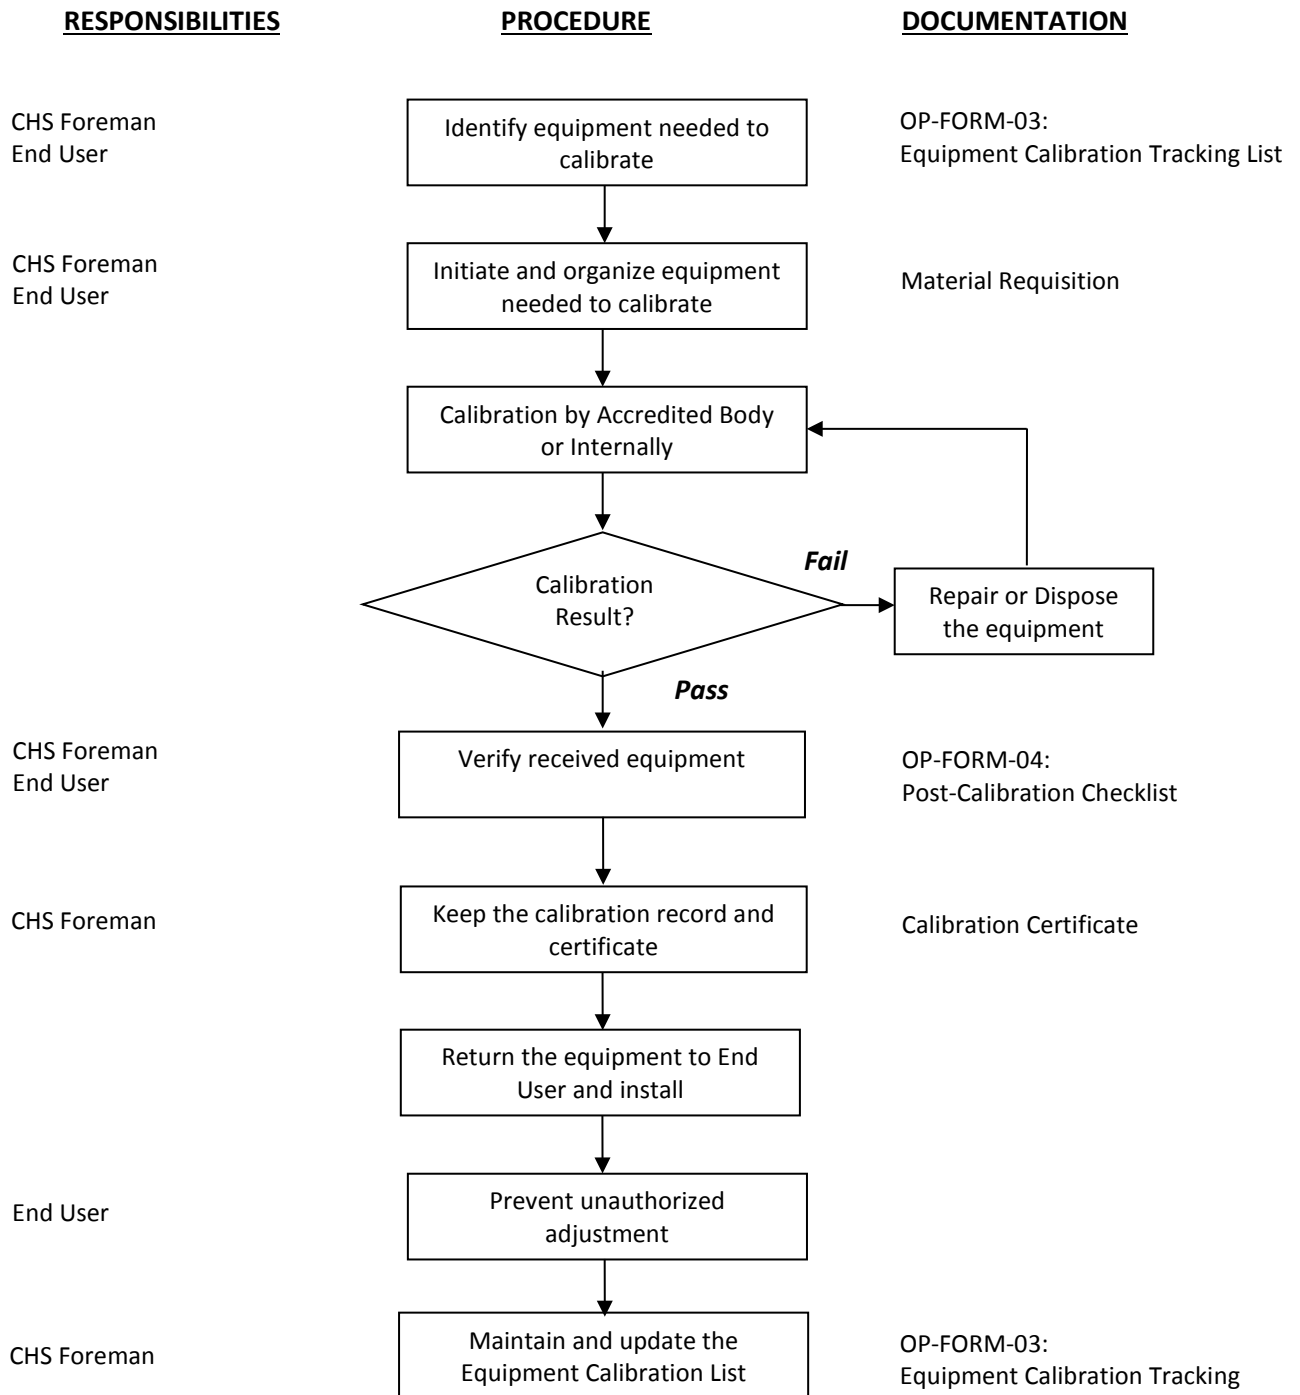 RESPONSIBILITIES
PROCEDURE
DOCUMENTATION
CHS Foreman
End User
Identify equipment needed to
calibrate
OP-FORM-03:
Equipment Calibration Tracking List
CHS Foreman
End User
Initiate and organize equipment
needed to calibrate
Material Requisition
Calibration by Accredited Body
or Internally
Calibration
Result?
Fail
Repair or Dispose
the equipment
Pass
CHS Foreman
End User
Verify received equipment
OP-FORM-04:
Post-Calibration Checklist
CHS Foreman
Keep the calibration record and
certificate
Calibration Certificate
Return the equipment to End
User and install
End User
Prevent unauthorized
adjustment
CHS Foreman
Maintain and update the
Equipment Calibration List
OP-FORM-03:
Equipment Calibration Tracking